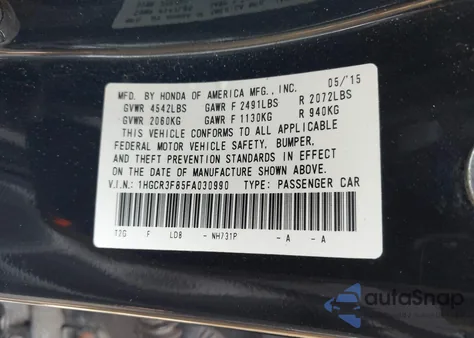 MFD. BY HONDA OF AMERICA MFG., INC. 05/'15
GVWR 4542LBS GAWR F 2491LBS R 2072LBS
GVWR 2060KG GAWR F 1130KG R 940KG
THIS VEHICLE CONFORMS TO ALL APPLICABLE
FEDERAL MOTOR VEHICLE SAFETY, BUMPER,
AND THEFT PREVENTION STANDARDS IN EFFECT
ON THE DATE OF MANUFACTURE SHOWN ABOVE.
V.I.N.: 1HGCR3F85FA030990 TYPE: PASSENGER CAR
T2G F LD8 - NH731P - A - A
autoSnap